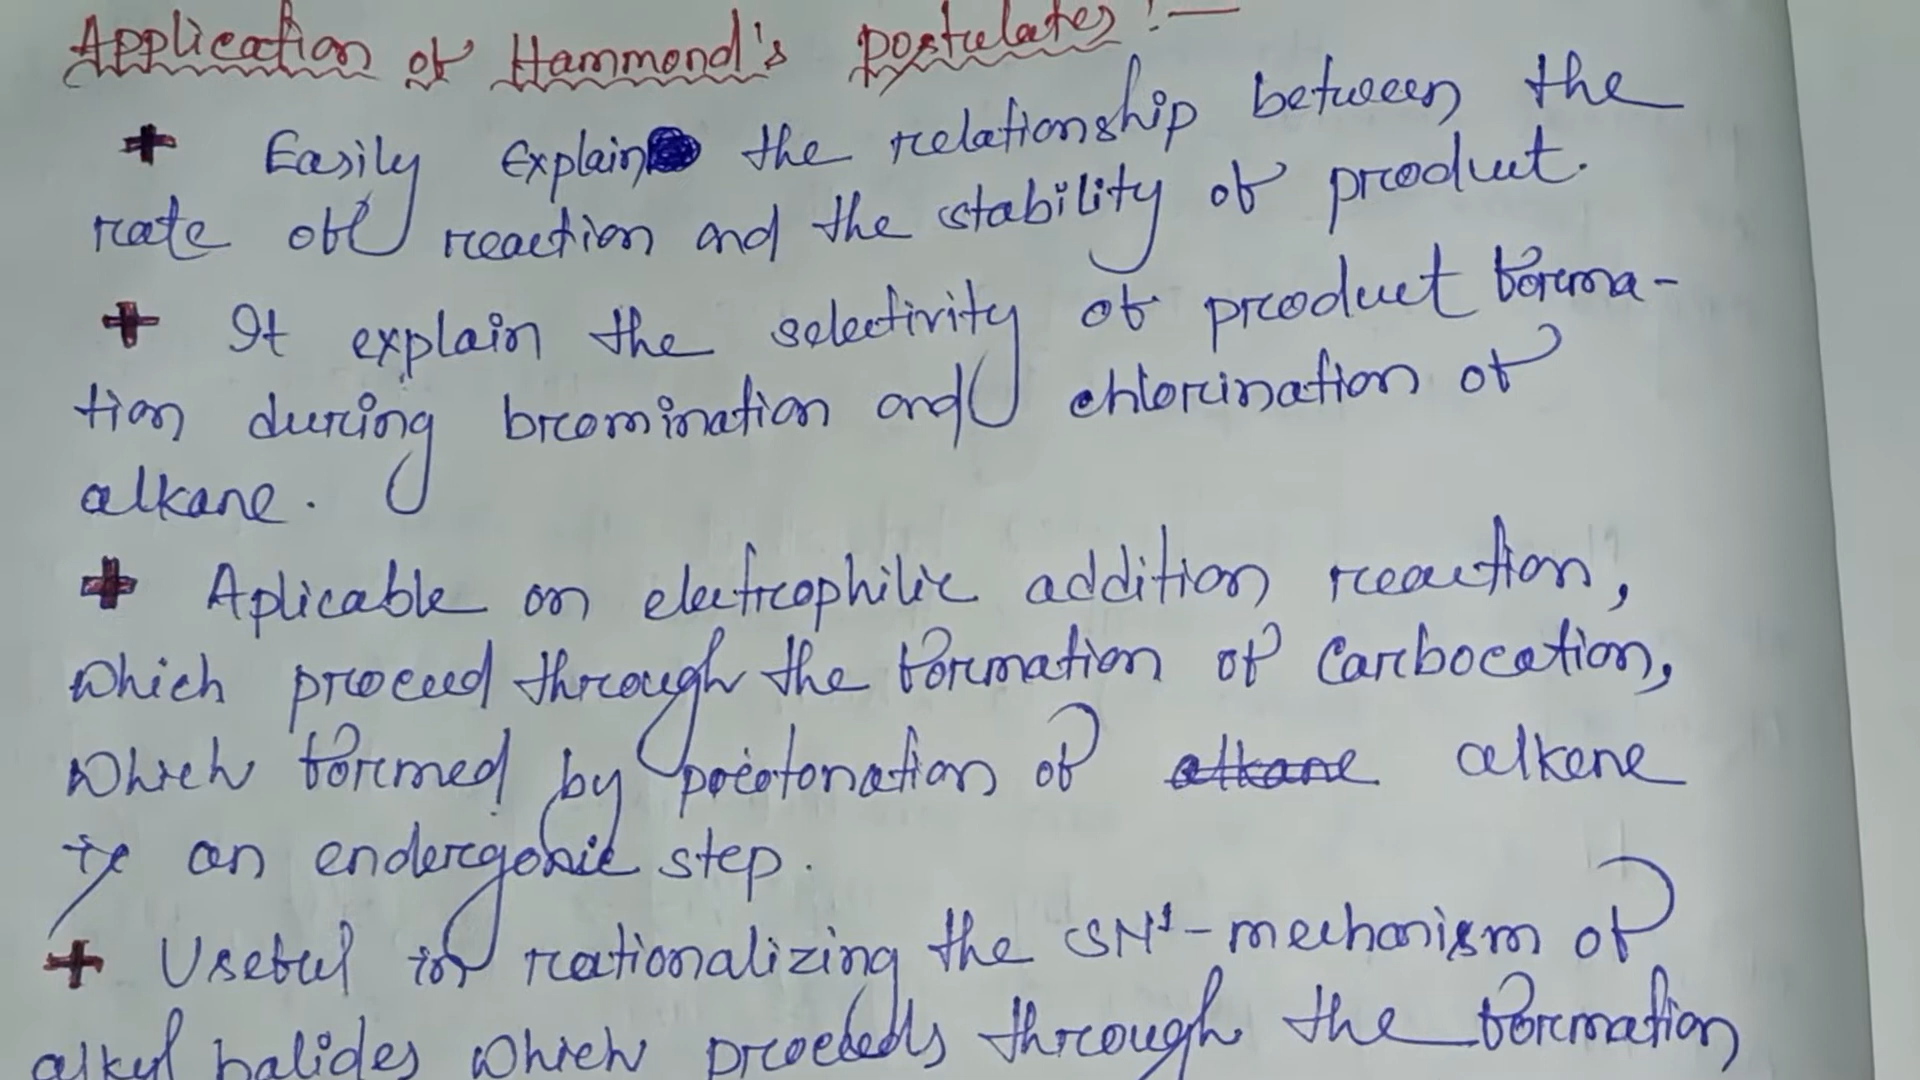 Application of Hammond's postulates :-
+ Easily explain the relationship between the
rate of reaction and the stability of product.
+ It explain the selectivity of product forma-
tion during bromination and chlorination of
alkane.
+ Aplicable on electrophilic addition reaction,
which proceed through the formation of Carbocation,
which formed by protonation of alkane alkene
an endergonic step.
+ Useful in rationalizing the SN¹-mechanism of
alkyl halides which proceeds through the formation